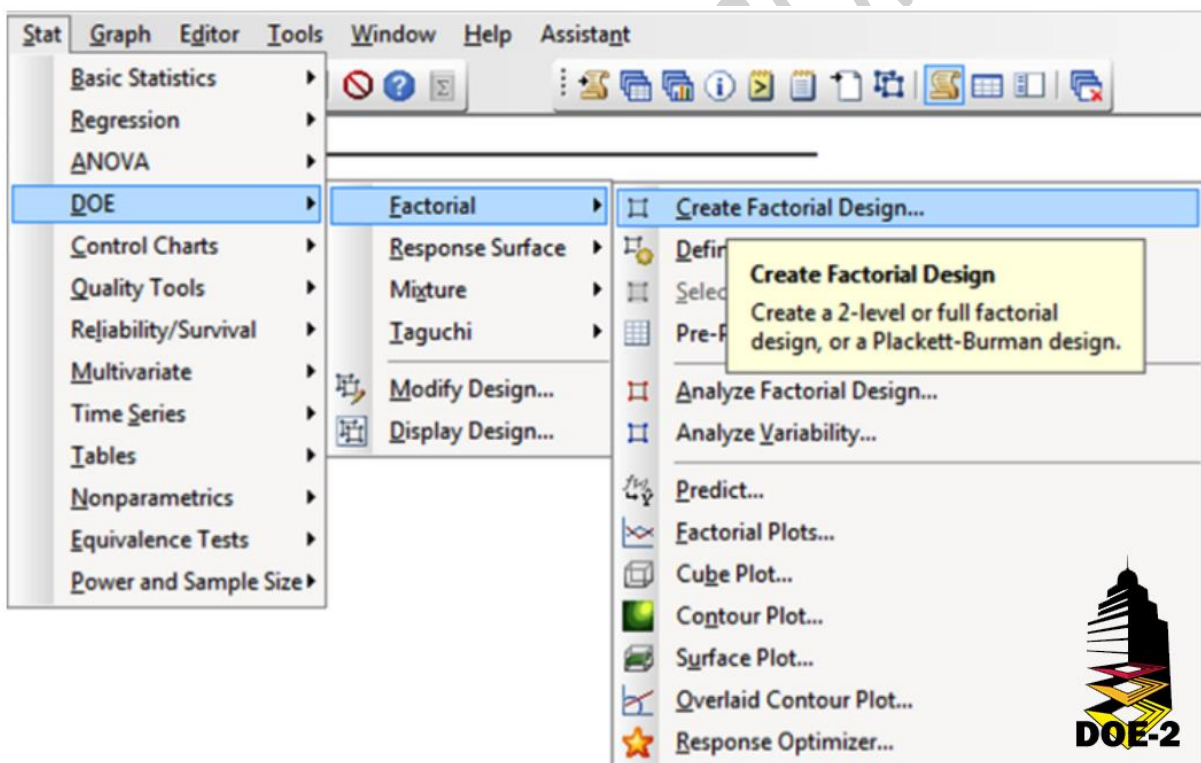 Stat Graph Editor Tools Window Help Assistant
Basic Statistics
Regression
ANOVA
DOE
Control Charts
Quality Tools
Reliability/Survival
Multivariate
Time Series
Tables
Nonparametrics
Equivalence Tests
Power and Sample Size
Factorial
Response Surface
Mixture
Taguchi
Modify Design...
Display Design...
Create Factorial Design...
Defin
Selec
Pre-
Create Factorial Design
Create a 2-level or full factorial
design, or a Plackett-Burman design.
Analyze Factorial Design...
Analyze Variability...
Predict...
Factorial Plots...
Cube Plot...
Contour Plot...
Surface Plot...
Overlaid Contour Plot...
Response Optimizer...
DOE-2